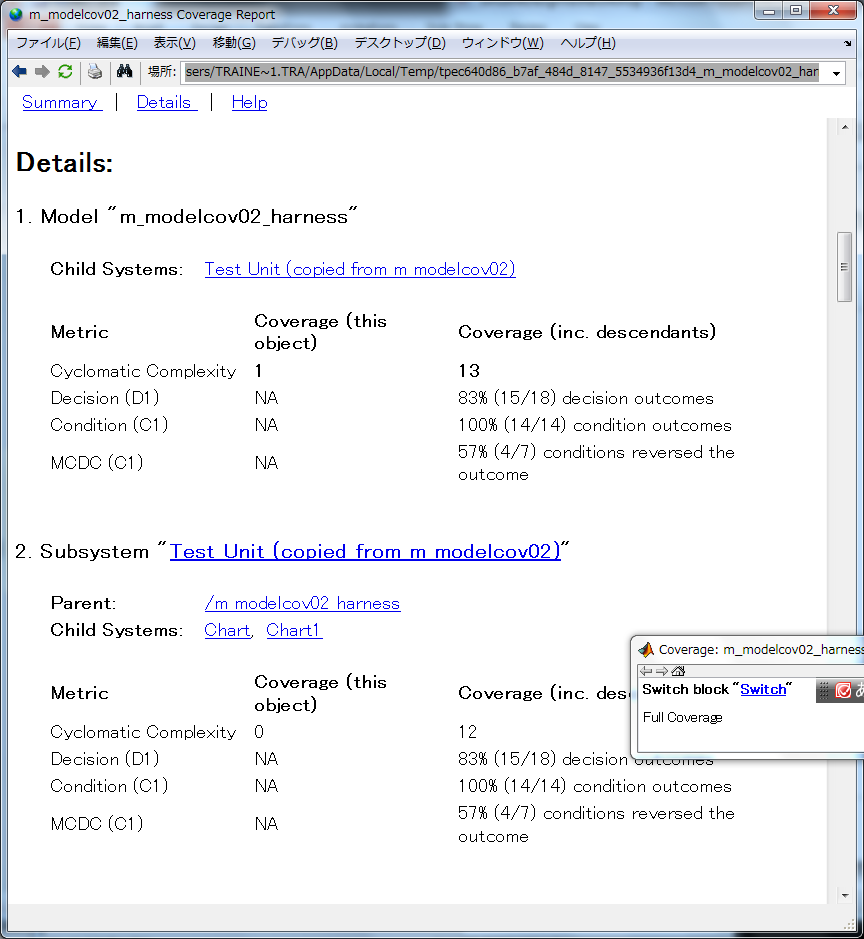 m_modelcov02_harness Coverage Report
ファイル(F) 編集(E) 表示(V) 移動(G) デバッグ(B) デスクトップ(D) ウィンドウ(W) ヘルプ(H)
場所: sers/TRAINE~1.TRA/AppData/Local/Temp/tpec640d86_b7af_484d_8147_5534936f13d4_m_modelcov02_har
Summary | Details | Help
Details:
1. Model "m_modelcov02_harness"
Child Systems: Test Unit (copied from m_modelcov02)
Metric Coverage (this object) Coverage (inc. descendants)
Cyclomatic Complexity 1 13
Decision (D1) NA 83% (15/18) decision outcomes
Condition (C1) NA 100% (14/14) condition outcomes
MCDC (C1) NA 57% (4/7) conditions reversed the
outcome
2. Subsystem "Test Unit (copied from m_modelcov02)"
Parent: /m_modelcov02_harness
Child Systems: Chart, Chart1
Metric Coverage (this object) Coverage (inc. des
Cyclomatic Complexity 0 12
Decision (D1) NA 83% (15/18) decision outcomes
Condition (C1) NA 100% (14/14) condition outcomes
MCDC (C1) NA 57% (4/7) conditions reversed the
outcome
Coverage: m_modelcov02_harness
Switch block "Switch"
あ
Full Coverage